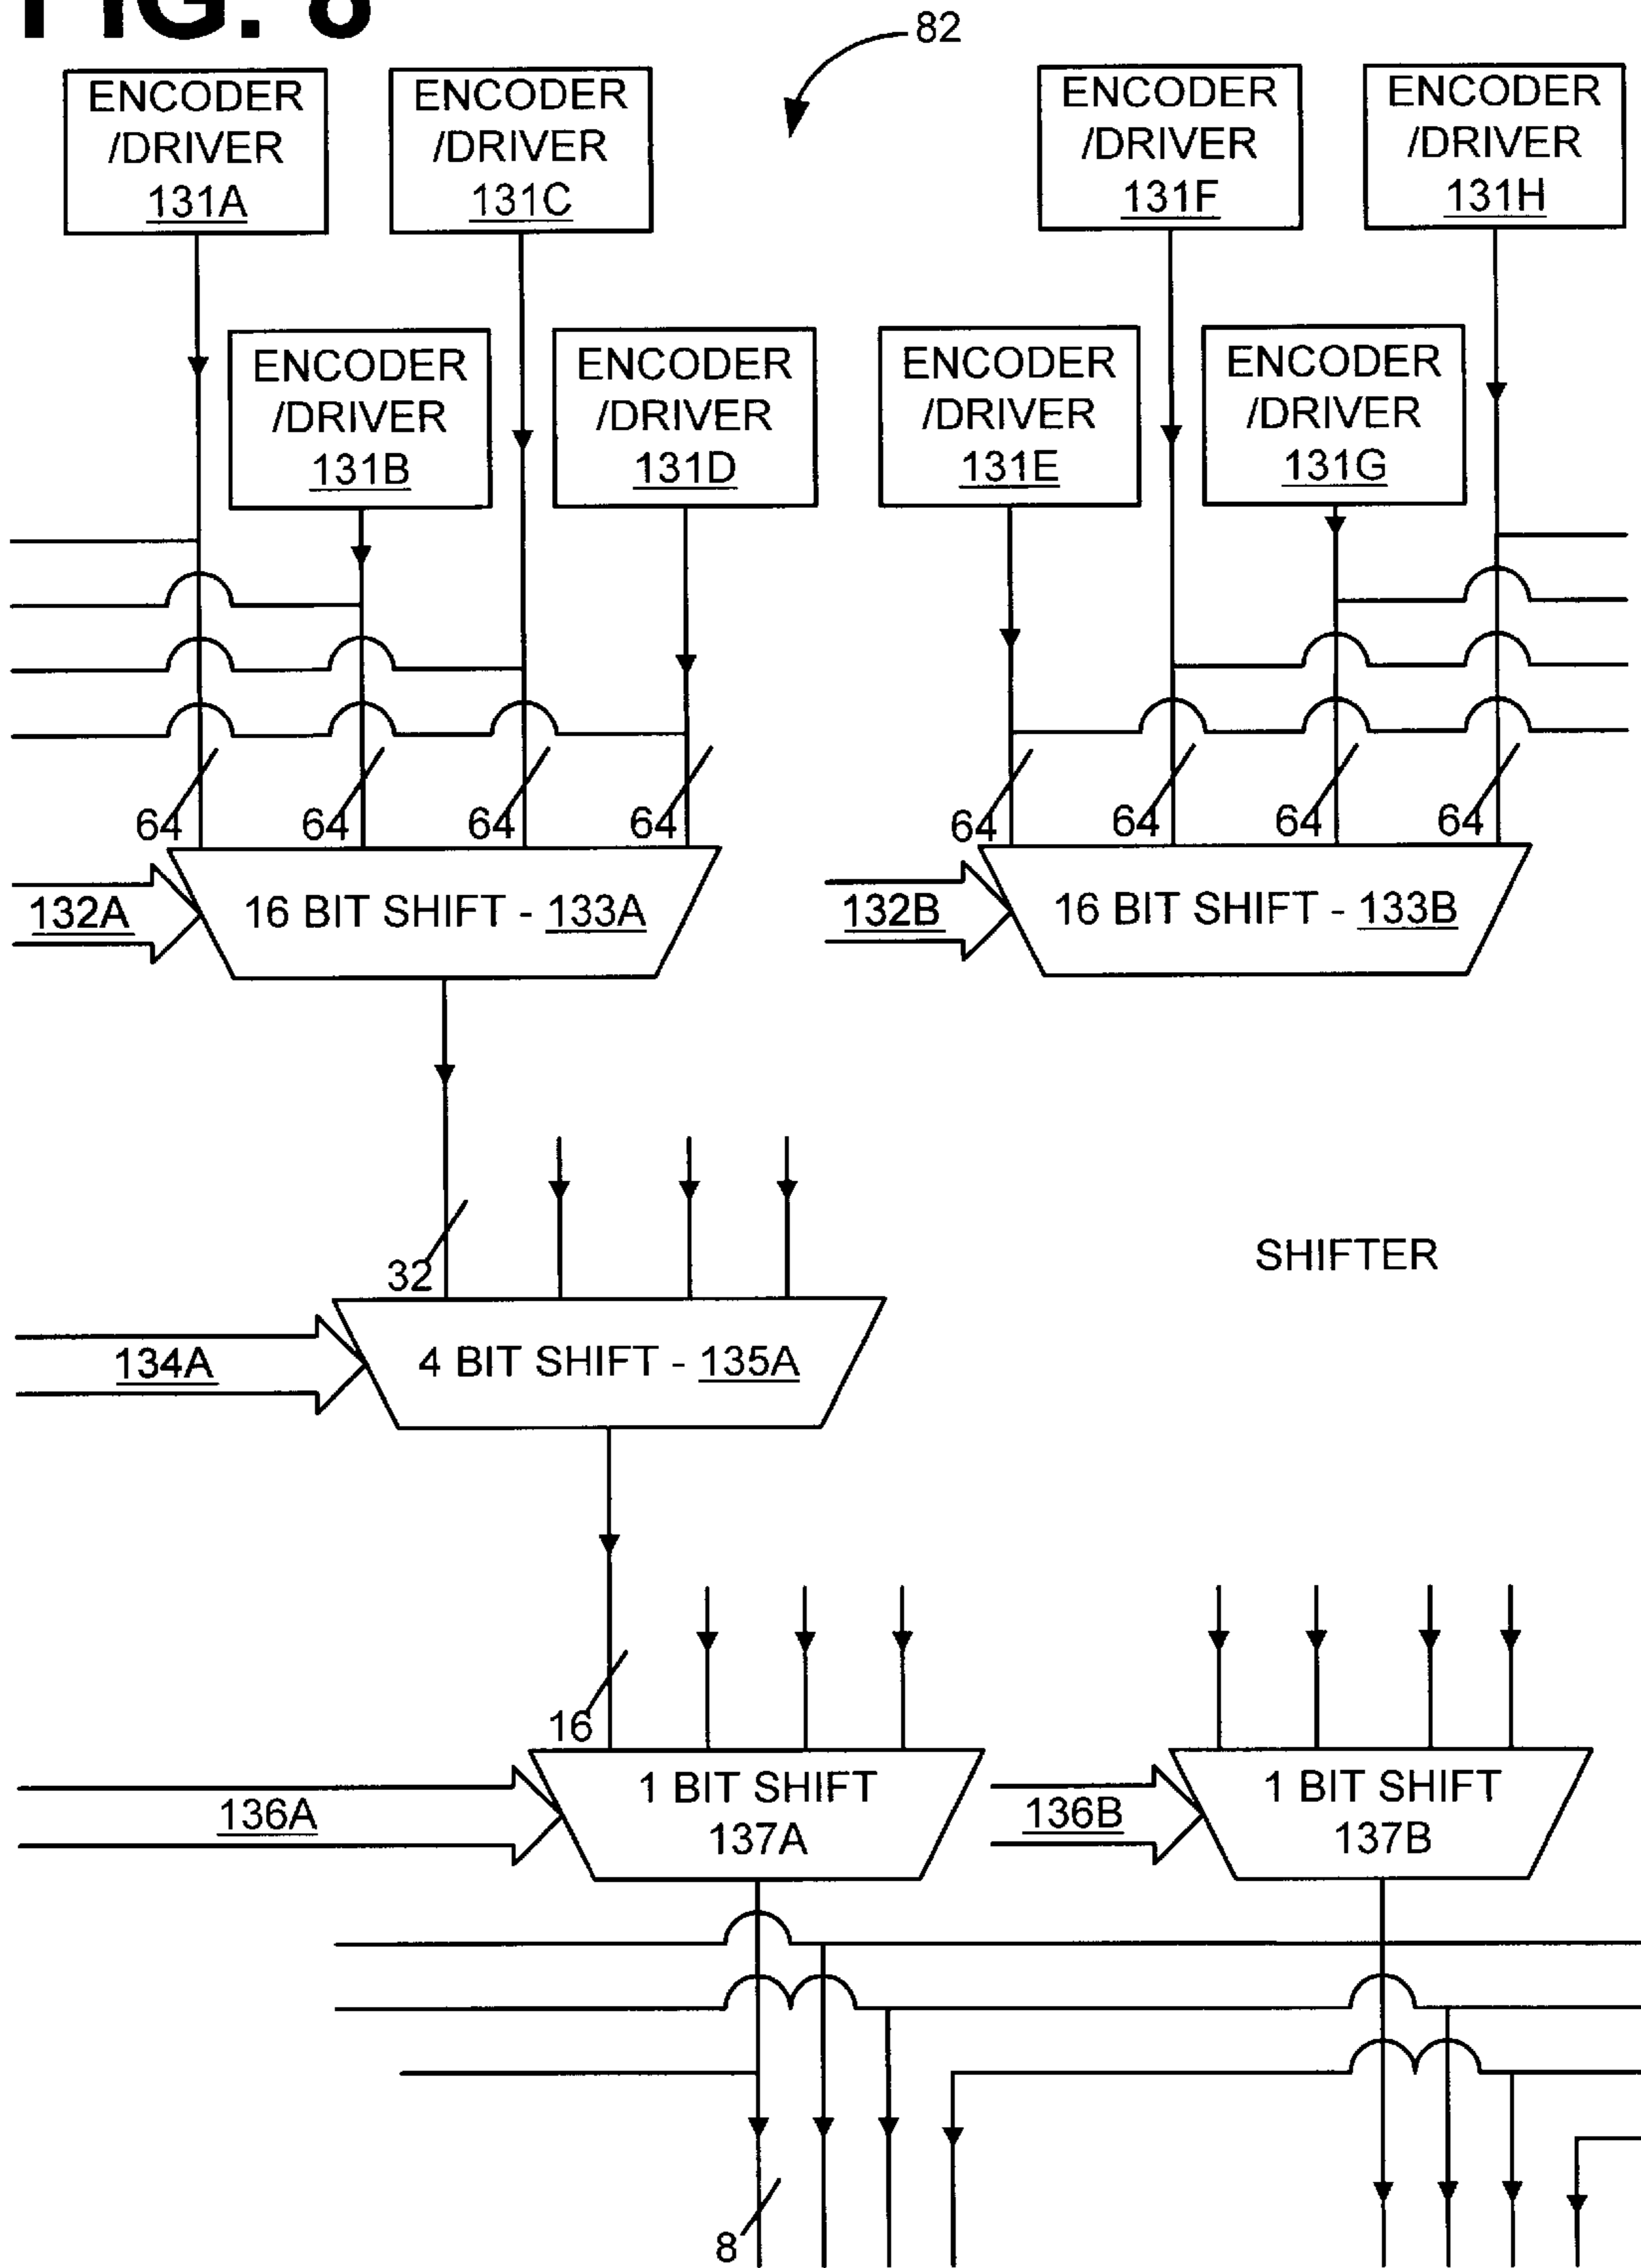 FIG. 8
82
ENCODER
/DRIVER
131A
ENCODER
/DRIVER
131C
ENCODER
/DRIVER
131F
ENCODER
/DRIVER
131H
ENCODER
/DRIVER
131B
ENCODER
/DRIVER
131D
ENCODER
/DRIVER
131E
ENCODER
/DRIVER
131G
64 64 64 64 64 64 64 64
132A
16 BIT SHIFT - 133A
132B
16 BIT SHIFT - 133B
32
SHIFTER
134A
4 BIT SHIFT - 135A
16
136A
1 BIT SHIFT
137A
136B
1 BIT SHIFT
137B
8